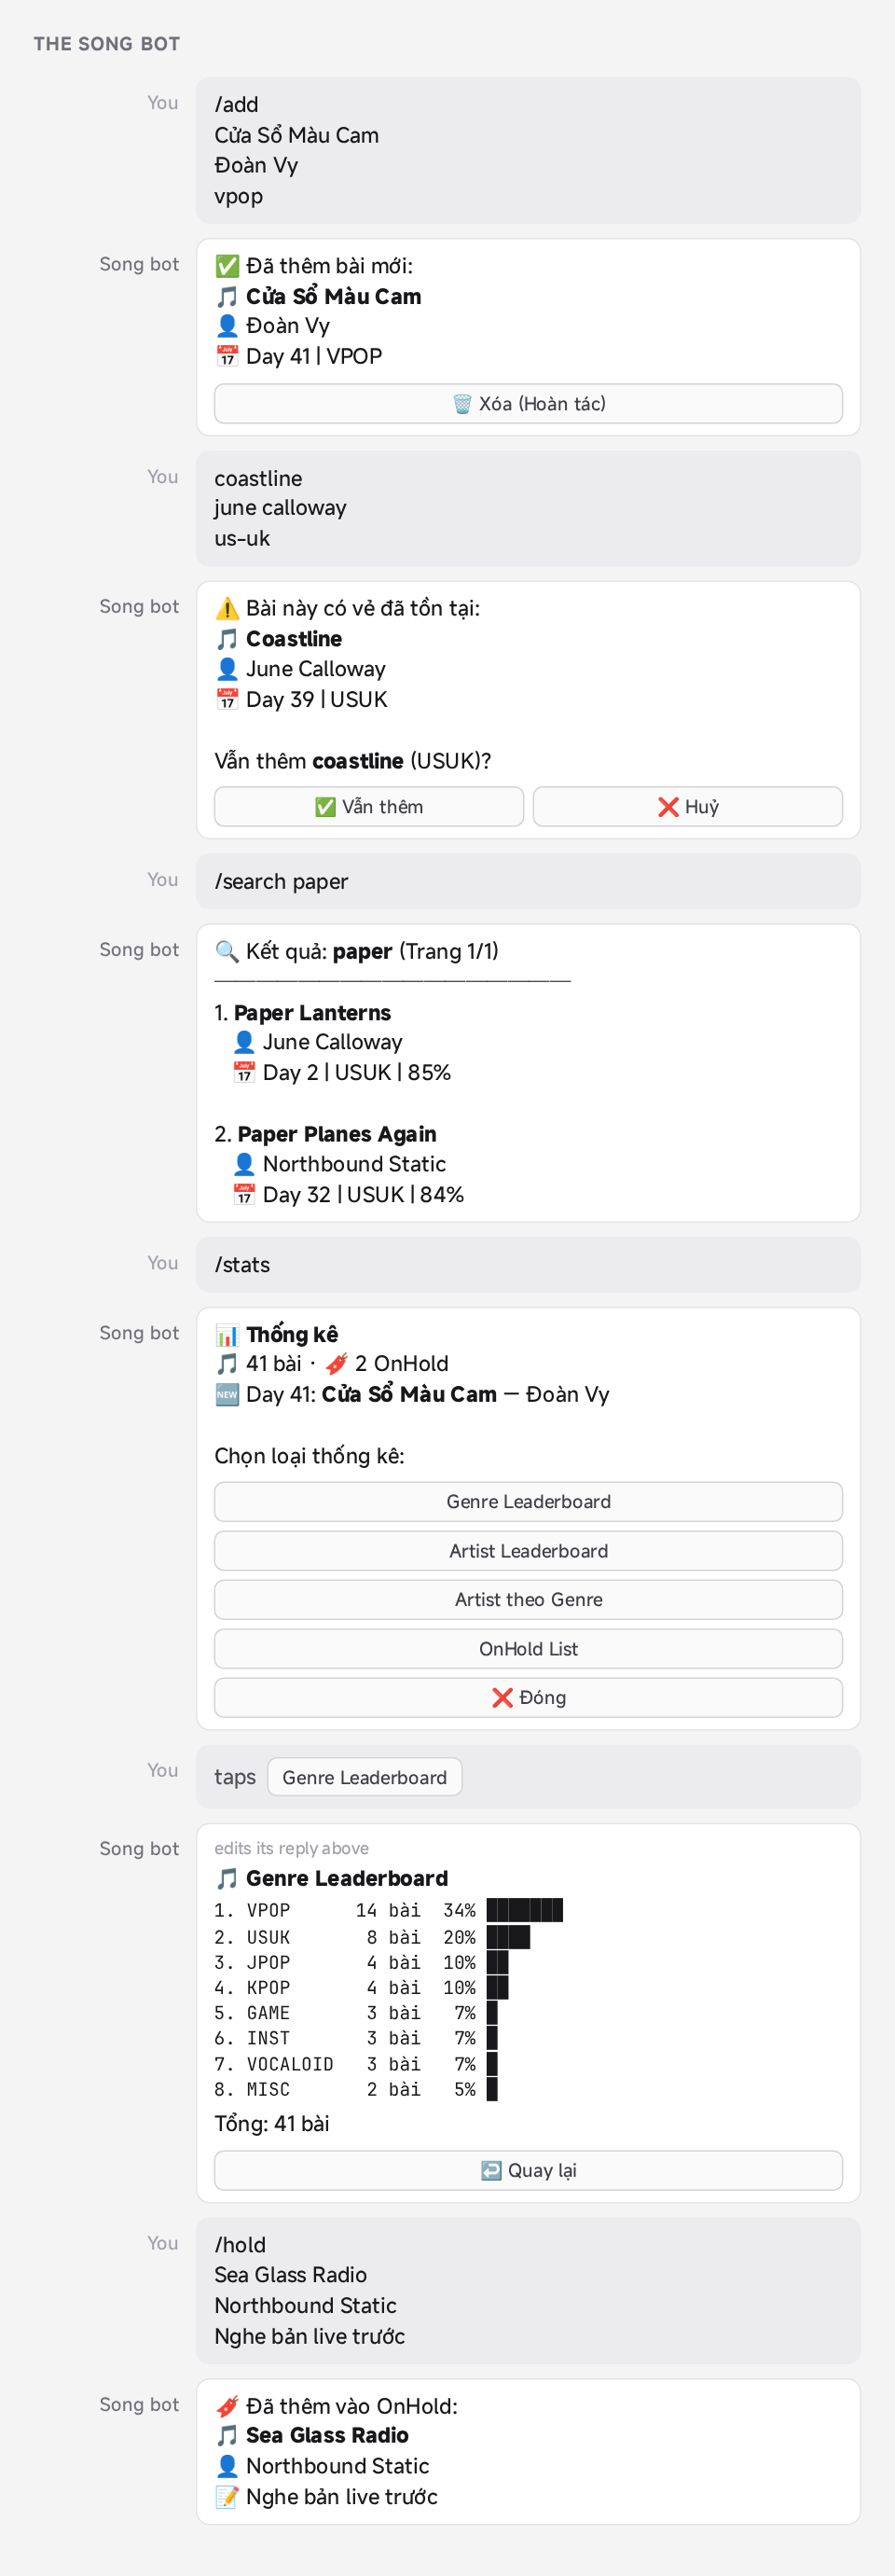 THE SONG BOT
You
/add
Cửa Sổ Màu Cam
Đoàn Vy
vpop
Song bot
✅ Đã thêm bài mới:
🎵 Cửa Sổ Màu Cam
👤 Đoàn Vy
📅 Day 41 | VPOP
🗑️ Xóa (Hoàn tác)
You
coastline
june calloway
us-uk
Song bot
⚠️ Bài này có vẻ đã tồn tại:
🎵 Coastline
👤 June Calloway
📅 Day 39 | USUK
Vẫn thêm coastline (USUK)?
✅ Vẫn thêm
❌ Huỷ
You
/search paper
Song bot
🔍 Kết quả: paper (Trang 1/1)
1. Paper Lanterns
👤 June Calloway
📅 Day 2 | USUK | 85%
2. Paper Planes Again
👤 Northbound Static
📅 Day 32 | USUK | 84%
You
/stats
Song bot
📊 Thống kê
🎵 41 bài · 🔖 2 OnHold
🆕 Day 41: Cửa Sổ Màu Cam — Đoàn Vy
Chọn loại thống kê:
Genre Leaderboard
Artist Leaderboard
Artist theo Genre
OnHold List
❌ Đóng
You
taps Genre Leaderboard
Song bot
edits its reply above
🎵 Genre Leaderboard
1. VPOP 14 bài 34% ███████
2. USUK 8 bài 20% ████
3. JPOP 4 bài 10% ██
4. KPOP 4 bài 10% ██
5. GAME 3 bài 7% █
6. INST 3 bài 7% █
7. VOCALOID 3 bài 7% █
8. MISC 2 bài 5% █
Tổng: 41 bài
↩️ Quay lại
You
/hold
Sea Glass Radio
Northbound Static
Nghe bản live trước
Song bot
🔖 Đã thêm vào OnHold:
🎵 Sea Glass Radio
👤 Northbound Static
📝 Nghe bản live trước